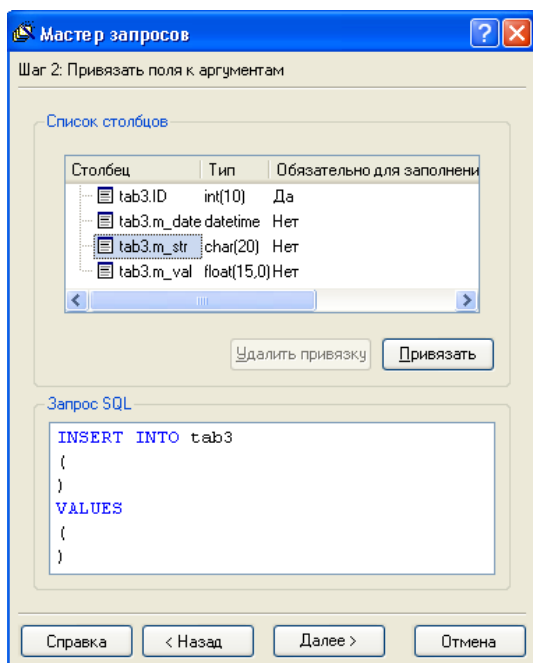 Мастер запросов
Шаг 2: Привязать поля к аргументам
Список столбцов
Столбец Тип Обязательно для заполнени
tab3.ID int(10) Да
tab3.m_date datetime Нет
tab3.m_str char(20) Нет
tab3.m_val float(15,0) Нет
Удалить привязку Привязать
Запрос SQL
INSERT INTO tab3
(
)
VALUES
(
)
Справка < Назад Далее > Отмена